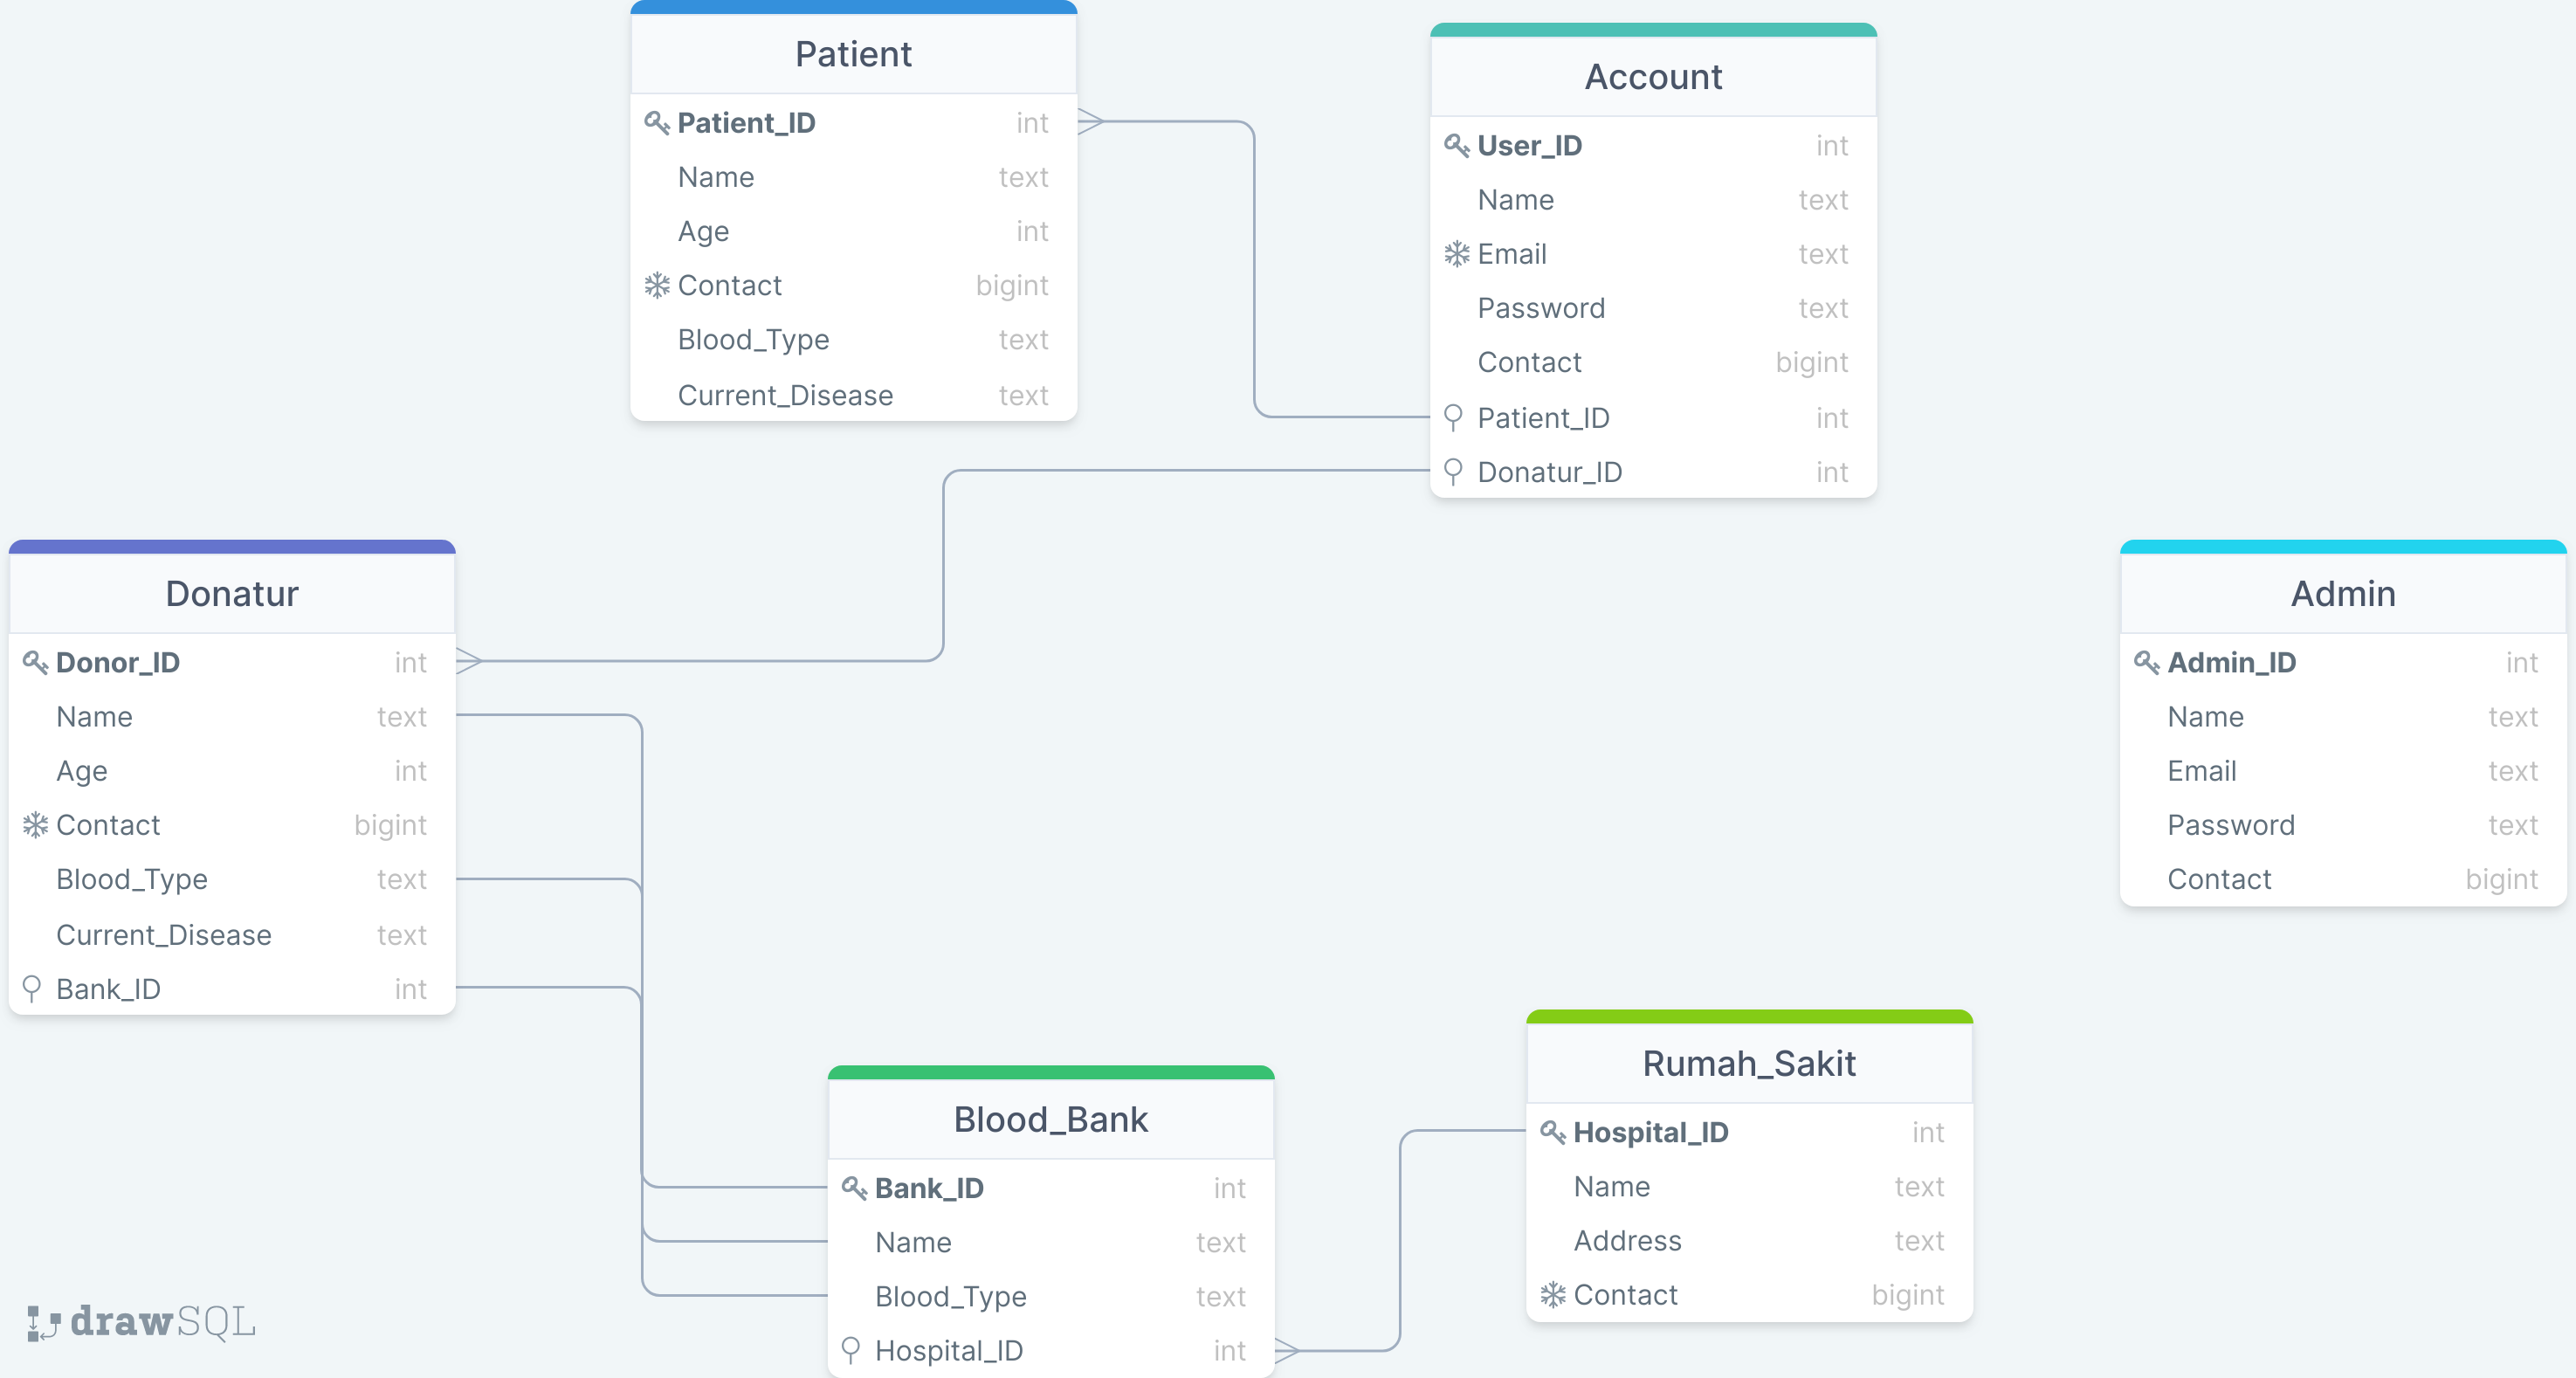 Patient
Patient_ID int
Name text
Age int
Contact bigint
Blood_Type text
Current_Disease text
Account
User_ID int
Name text
Email text
Password text
Contact bigint
Patient_ID int
Donatur_ID int
Donatur
Donor_ID int
Name text
Age int
Contact bigint
Blood_Type text
Current_Disease text
Bank_ID int
Admin
Admin_ID int
Name text
Email text
Password text
Contact bigint
Blood_Bank
Bank_ID int
Name text
Blood_Type text
Hospital_ID int
Rumah_Sakit
Hospital_ID int
Name text
Address text
Contact bigint
drawSQL